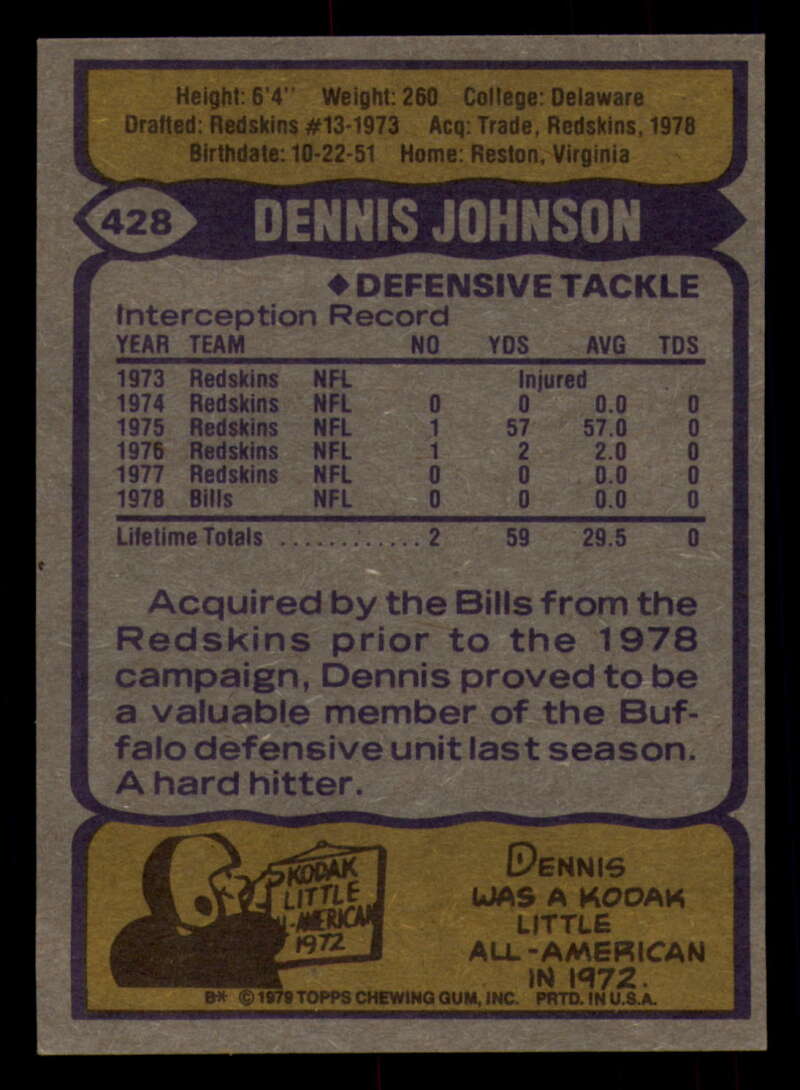 Height: 6'4" Weight: 260 College: Delaware
Drafted: Redskins #13-1973 Acq: Trade, Redskins, 1978
Birthdate: 10-22-51 Home: Reston, Virginia
428 DENNIS JOHNSON
◆ DEFENSIVE TACKLE
Interception Record
YEAR TEAM NO YDS AVG TDS
1973 Redskins NFL Injured
1974 Redskins NFL 0 0 0.0 0
1975 Redskins NFL 1 57 57.0 0
1976 Redskins NFL 1 2 2.0 0
1977 Redskins NFL 0 0 0.0 0
1978 Bills NFL 0 0 0.0 0
Lifetime Totals ............ 2 59 29.5 0
Acquired by the Bills from the
Redskins prior to the 1978
campaign, Dennis proved to be
a valuable member of the Buf-
falo defensive unit last season.
A hard hitter.
KODAK
LITTLE
ALL-AMERICAN
1972
DENNIS
WAS A KODAK
LITTLE
ALL-AMERICAN
IN 1972.
B* © 1979 TOPPS CHEWING GUM, INC. PRTD. IN U.S.A.